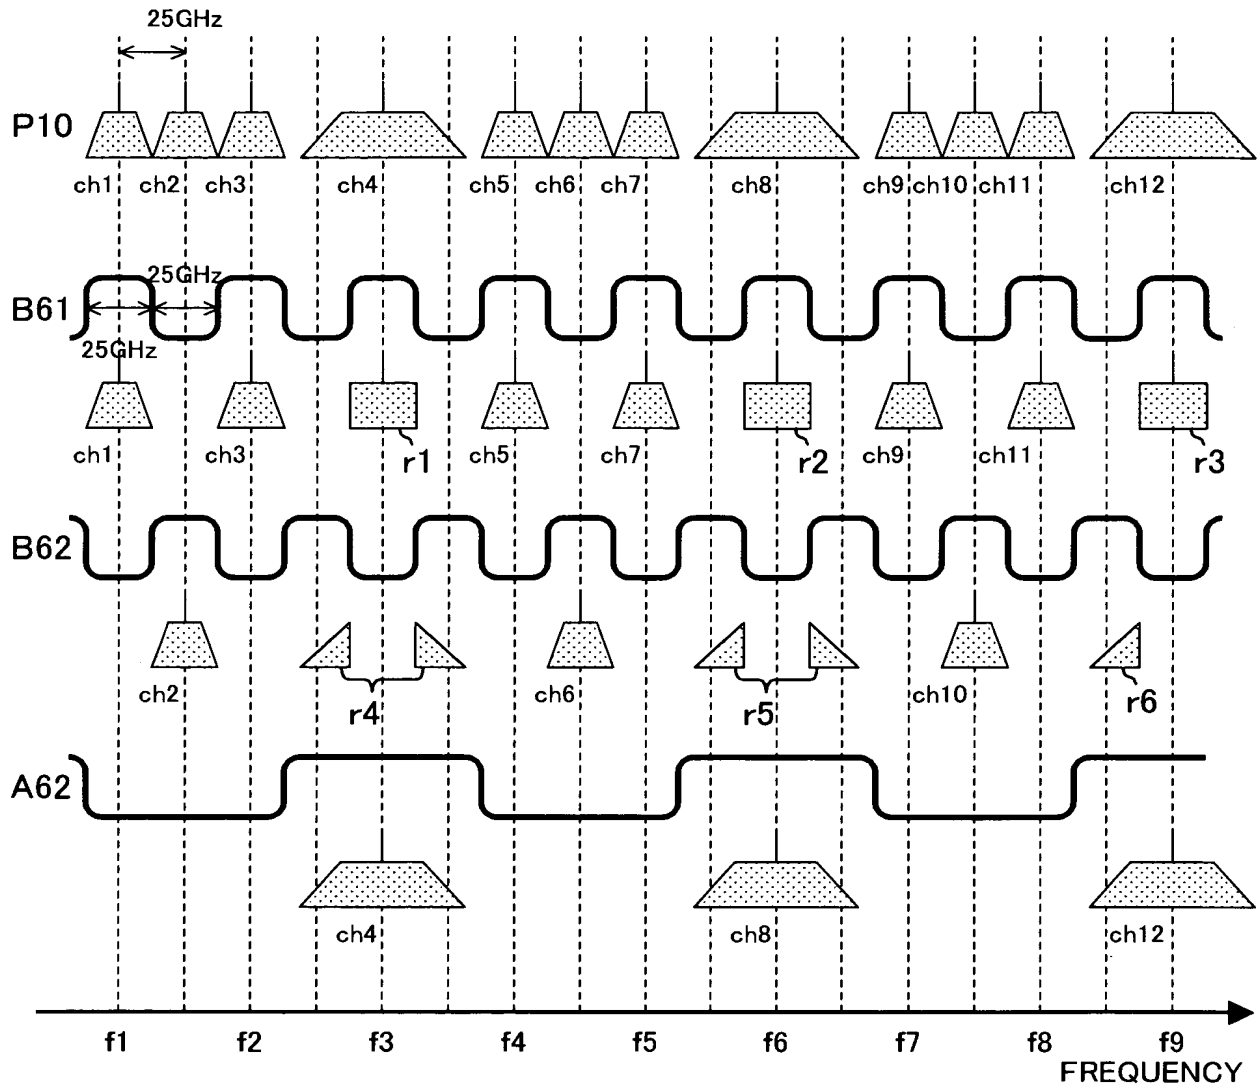 25GHz
P10
ch1 ch2 ch3 ch4 ch5 ch6 ch7 ch8 ch9 ch10 ch11 ch12
25GHz
B61
25GHz
ch1 ch3 r1 ch5 ch7 r2 ch9 ch11 r3
B62
ch2 r4 ch6 r5 ch10 r6
A62
ch4 ch8 ch12
f1 f2 f3 f4 f5 f6 f7 f8 f9
FREQUENCY